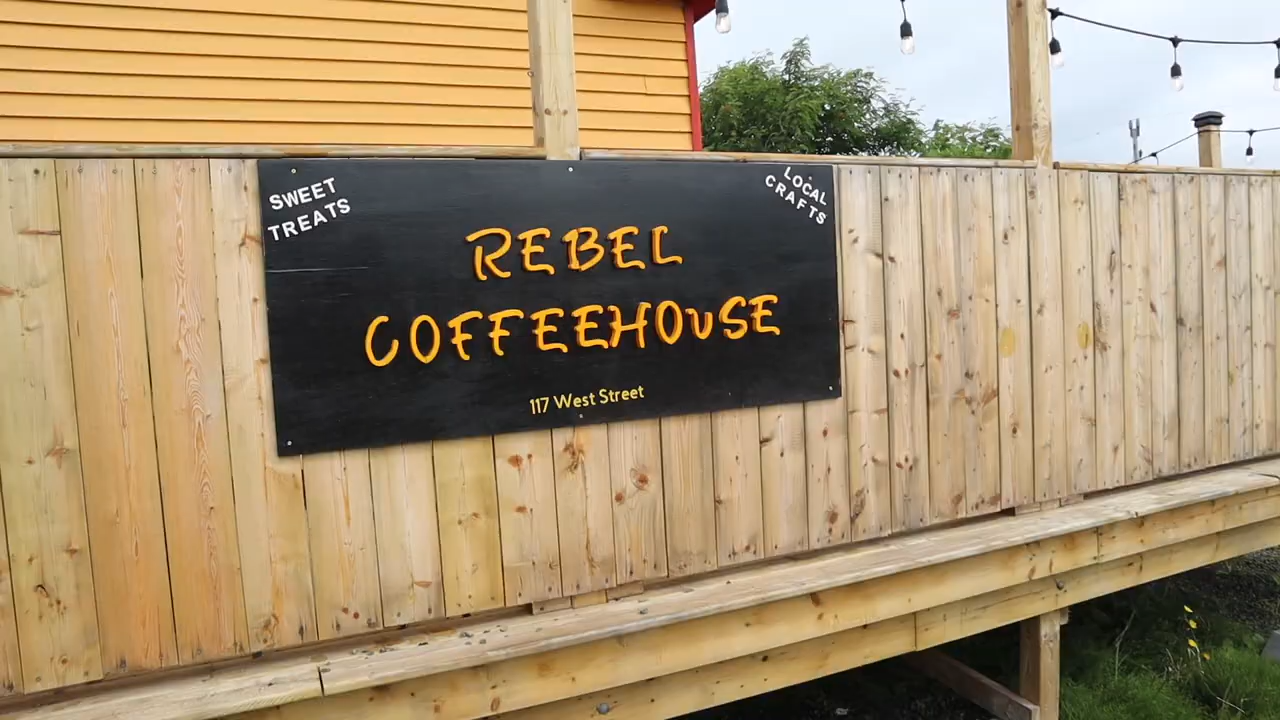 SWEET
TREATS
LOCAL
CRAFTS
REBEL
COFFEEHOUSE
117 West Street